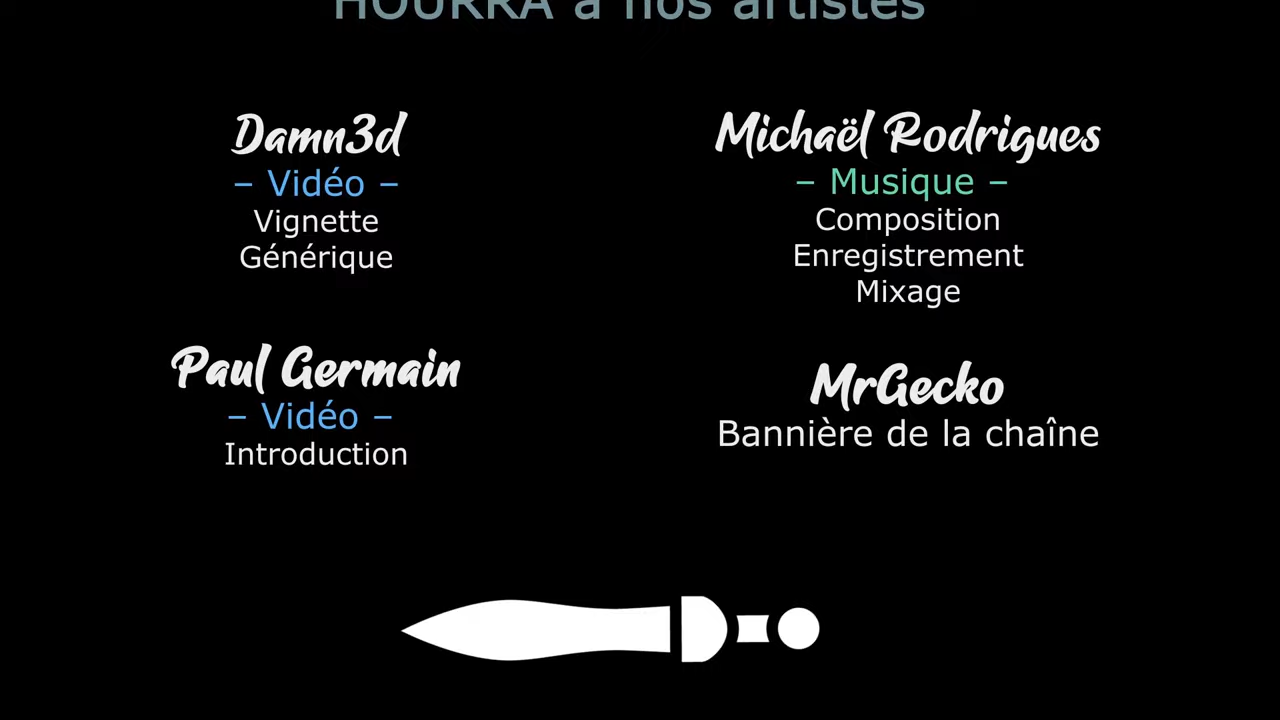 HOURRA à nos artistes
Damn3d
– Vidéo –
Vignette
Générique
Michaël Rodrigues
– Musique –
Composition
Enregistrement
Mixage
Paul Germain
– Vidéo –
Introduction
MrGecko
Bannière de la chaîne